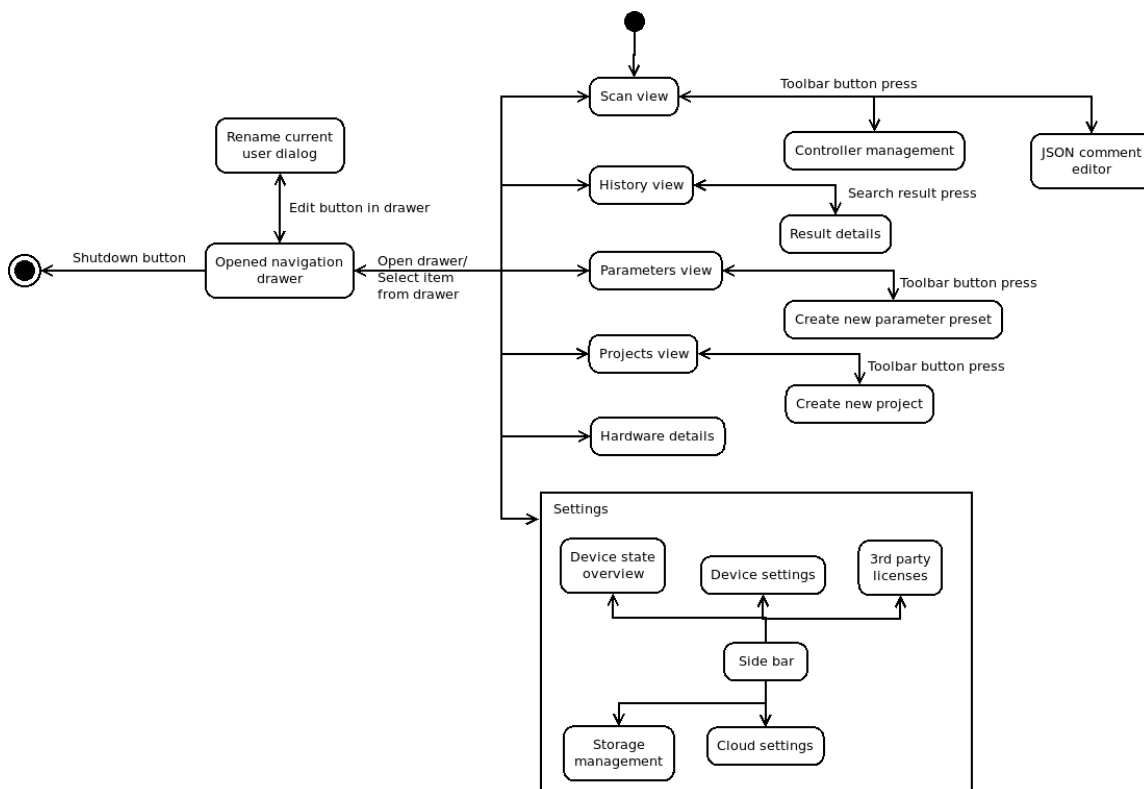 Scan view
Toolbar button press
Controller management
JSON comment
editor
Rename current
user dialog
Edit button in drawer
History view
Search result press
Result details
Shutdown button
Opened navigation
drawer
Open drawer/
Select item
from drawer
Parameters view
Toolbar button press
Create new parameter preset
Projects view
Toolbar button press
Create new project
Hardware details
Settings
Device state
overview
Device settings
3rd party
licenses
Side bar
Storage
management
Cloud settings